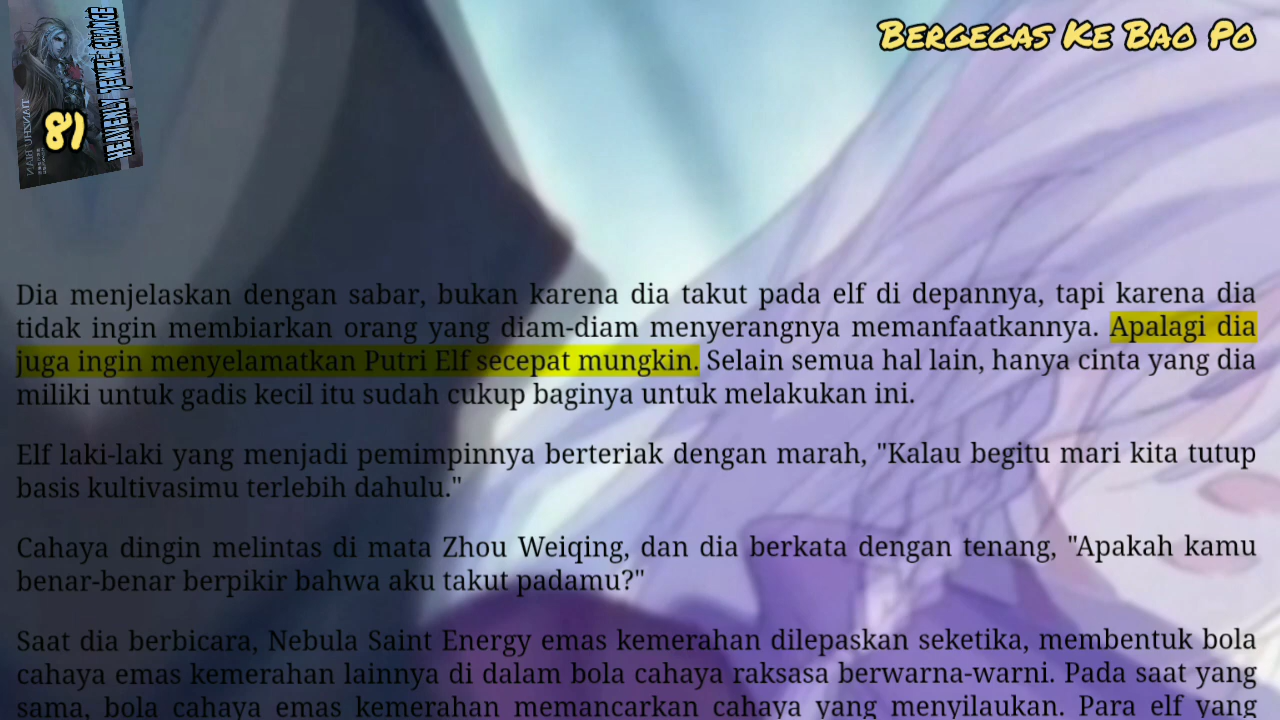 HEAVENLY JEWEL CHANGE
81
Bergegas Ke Bao Po
Dia menjelaskan dengan sabar, bukan karena dia takut pada elf di depannya, tapi karena dia
tidak ingin membiarkan orang yang diam-diam menyerangnya memanfaatkannya. Apalagi dia
juga ingin menyelamatkan Putri Elf secepat mungkin. Selain semua hal lain, hanya cinta yang dia
miliki untuk gadis kecil itu sudah cukup baginya untuk melakukan ini.
Elf laki-laki yang menjadi pemimpinnya berteriak dengan marah, "Kalau begitu mari kita tutup
basis kultivasimu terlebih dahulu."
Cahaya dingin melintas di mata Zhou Weiqing, dan dia berkata dengan tenang, "Apakah kamu
benar-benar berpikir bahwa aku takut padamu?"
Saat dia berbicara, Nebula Saint Energy emas kemerahan dilepaskan seketika, membentuk bola
cahaya emas kemerahan lainnya di dalam bola cahaya raksasa berwarna-warni. Pada saat yang
sama, bola cahaya emas kemerahan memancarkan cahaya yang menyilaukan. Para elf yang